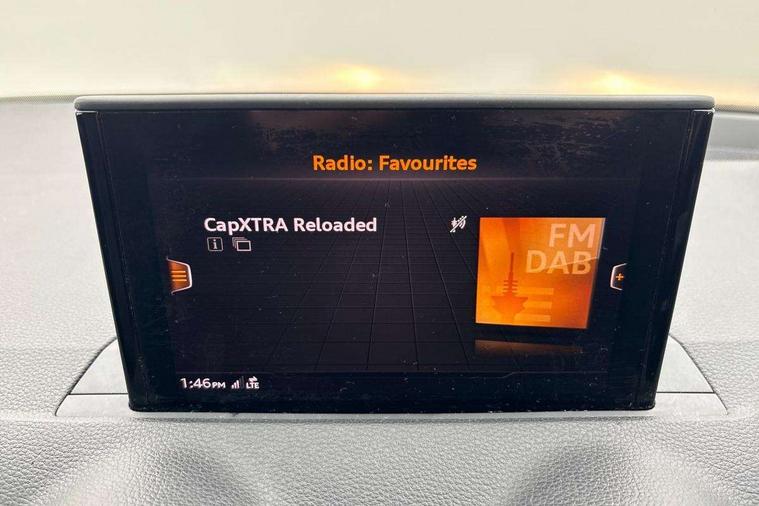 Radio: Favourites
CapXTRA Reloaded
i
FM
DAB
+
1:46PM LTE